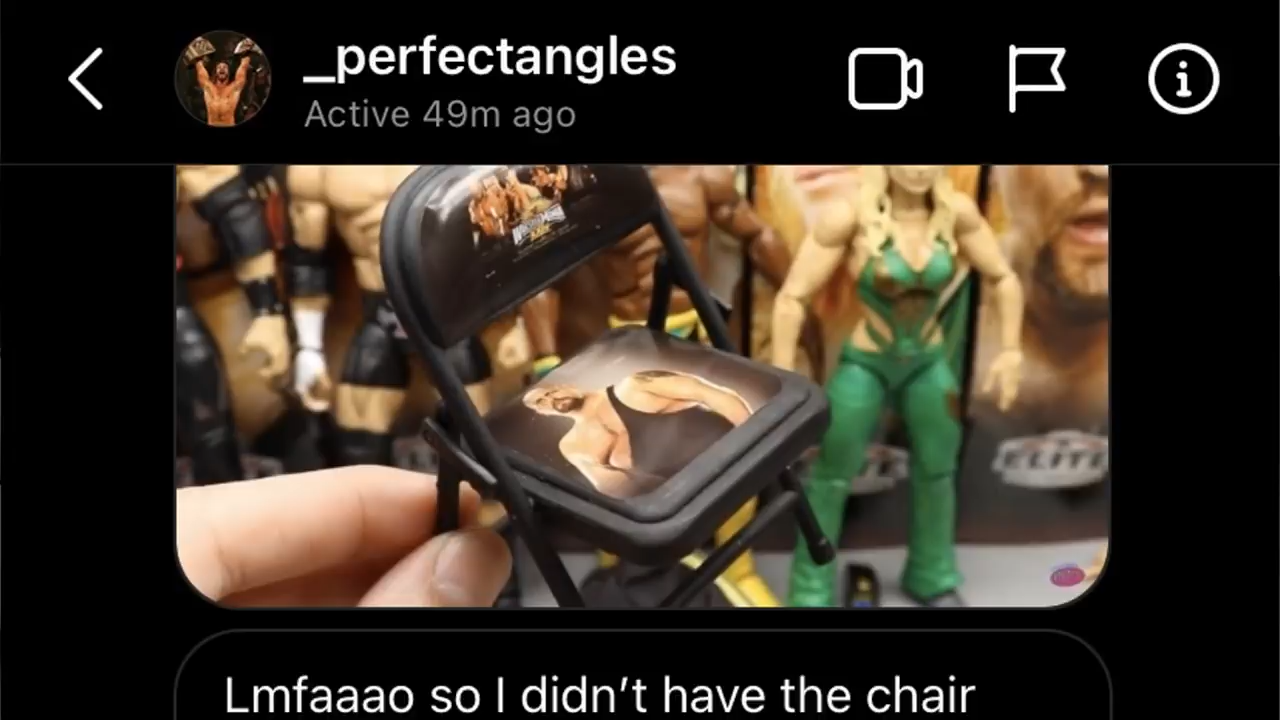 _perfectangles
Active 49m ago
ELITE
Lmfaaao so I didn't have the chair